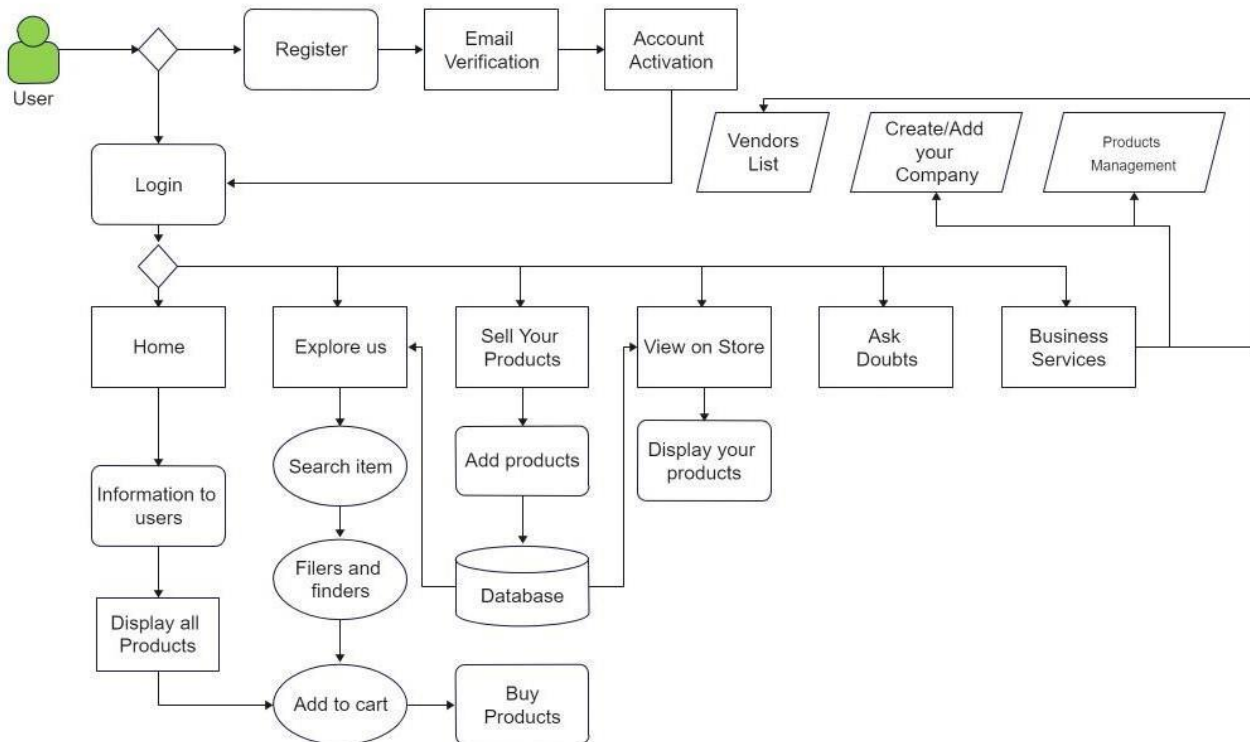 User
Register
Email
Verification
Account
Activation
Vendors
List
Create/Add
your
Company
Products
Management
Login
Home
Explore us
Sell Your
Products
View on Store
Ask
Doubts
Business
Services
Information to
users
Search item
Add products
Display your
products
Filers and
finders
Database
Display all
Products
Add to cart
Buy
Products